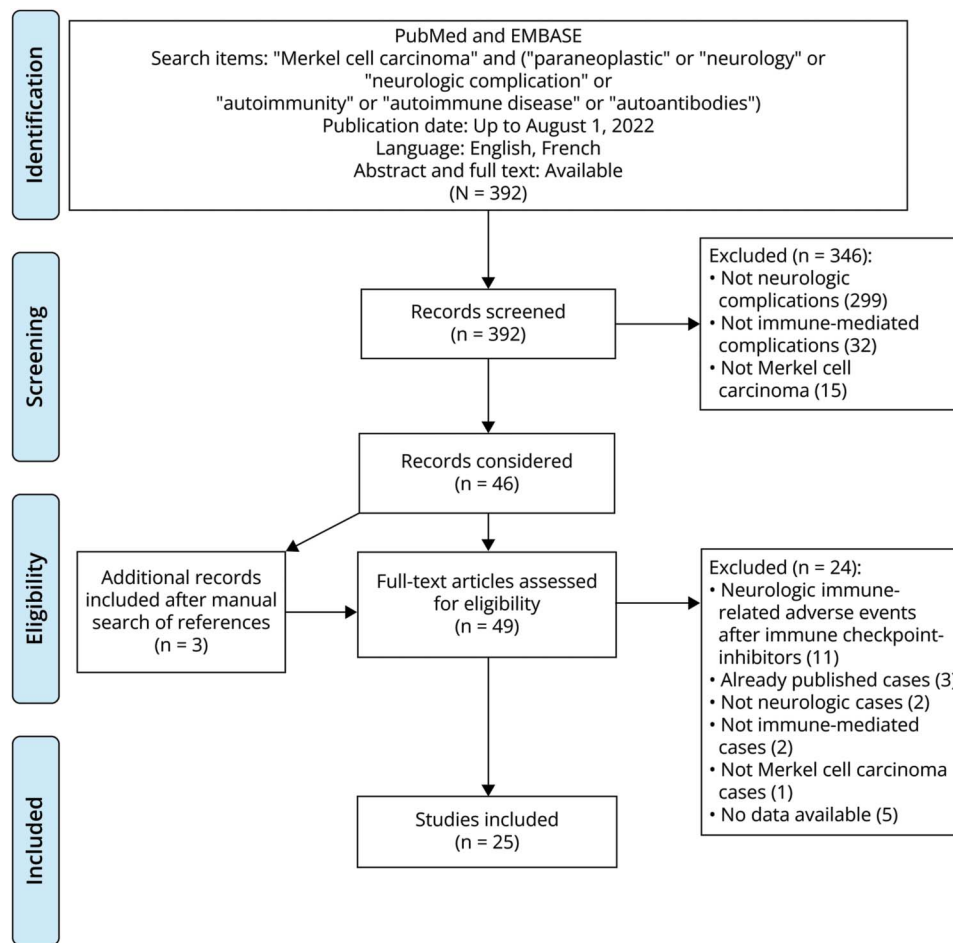 Identification
PubMed and EMBASE
Search items: "Merkel cell carcinoma" and ("paraneoplastic" or "neurology" or
"neurologic complication" or
"autoimmunity" or "autoimmune disease" or "autoantibodies")
Publication date: Up to August 1, 2022
Language: English, French
Abstract and full text: Available
(N = 392)
Screening
Records screened
(n = 392)
Excluded (n = 346):
• Not neurologic
complications (299)
• Not immune-mediated
complications (32)
• Not Merkel cell
carcinoma (15)
Records considered
(n = 46)
Eligibility
Additional records
included after manual
search of references
(n = 3)
Full-text articles assessed
for eligibility
(n = 49)
Excluded (n = 24):
• Neurologic immune-
related adverse events
after immune checkpoint-
inhibitors (11)
• Already published cases (3)
• Not neurologic cases (2)
• Not immune-mediated
cases (2)
• Not Merkel cell carcinoma
cases (1)
• No data available (5)
Included
Studies included
(n = 25)